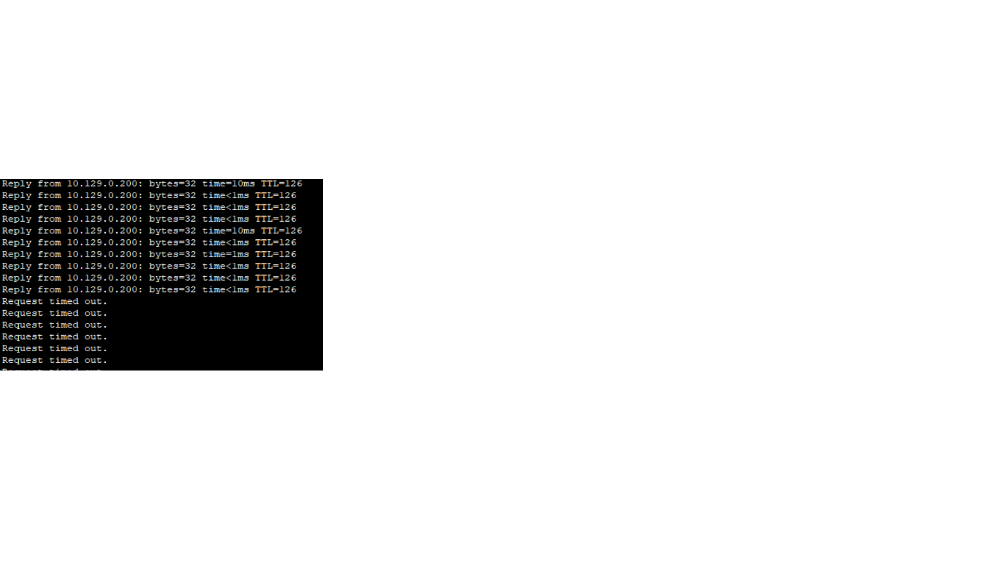 Reply from 10.129.0.200: bytes=32 time=10ms TTL=126
Reply from 10.129.0.200: bytes=32 time<1ms TTL=126
Reply from 10.129.0.200: bytes=32 time<1ms TTL=126
Reply from 10.129.0.200: bytes=32 time<1ms TTL=126
Reply from 10.129.0.200: bytes=32 time=10ms TTL=126
Reply from 10.129.0.200: bytes=32 time<1ms TTL=126
Reply from 10.129.0.200: bytes=32 time=1ms TTL=126
Reply from 10.129.0.200: bytes=32 time<1ms TTL=126
Reply from 10.129.0.200: bytes=32 time<1ms TTL=126
Reply from 10.129.0.200: bytes=32 time<1ms TTL=126
Request timed out.
Request timed out.
Request timed out.
Request timed out.
Request timed out.
Request timed out.